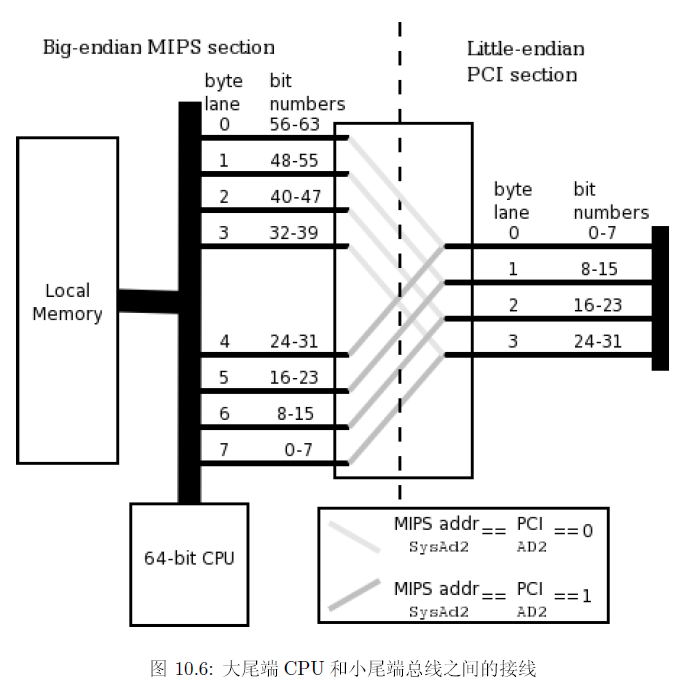 Big-endian MIPS section
Little-endian
PCI section
byte lane
bit numbers
0 56-63
1 48-55
2 40-47
3 32-39
4 24-31
5 16-23
6 8-15
7 0-7
byte lane
bit numbers
0 0-7
1 8-15
2 16-23
3 24-31
Local
Memory
64-bit CPU
MIPS addr == PCI ==0
SysAd2 AD2
MIPS addr == PCI ==1
SysAd2 AD2
图 10.6: 大尾端 CPU 和小尾端总线之间的接线